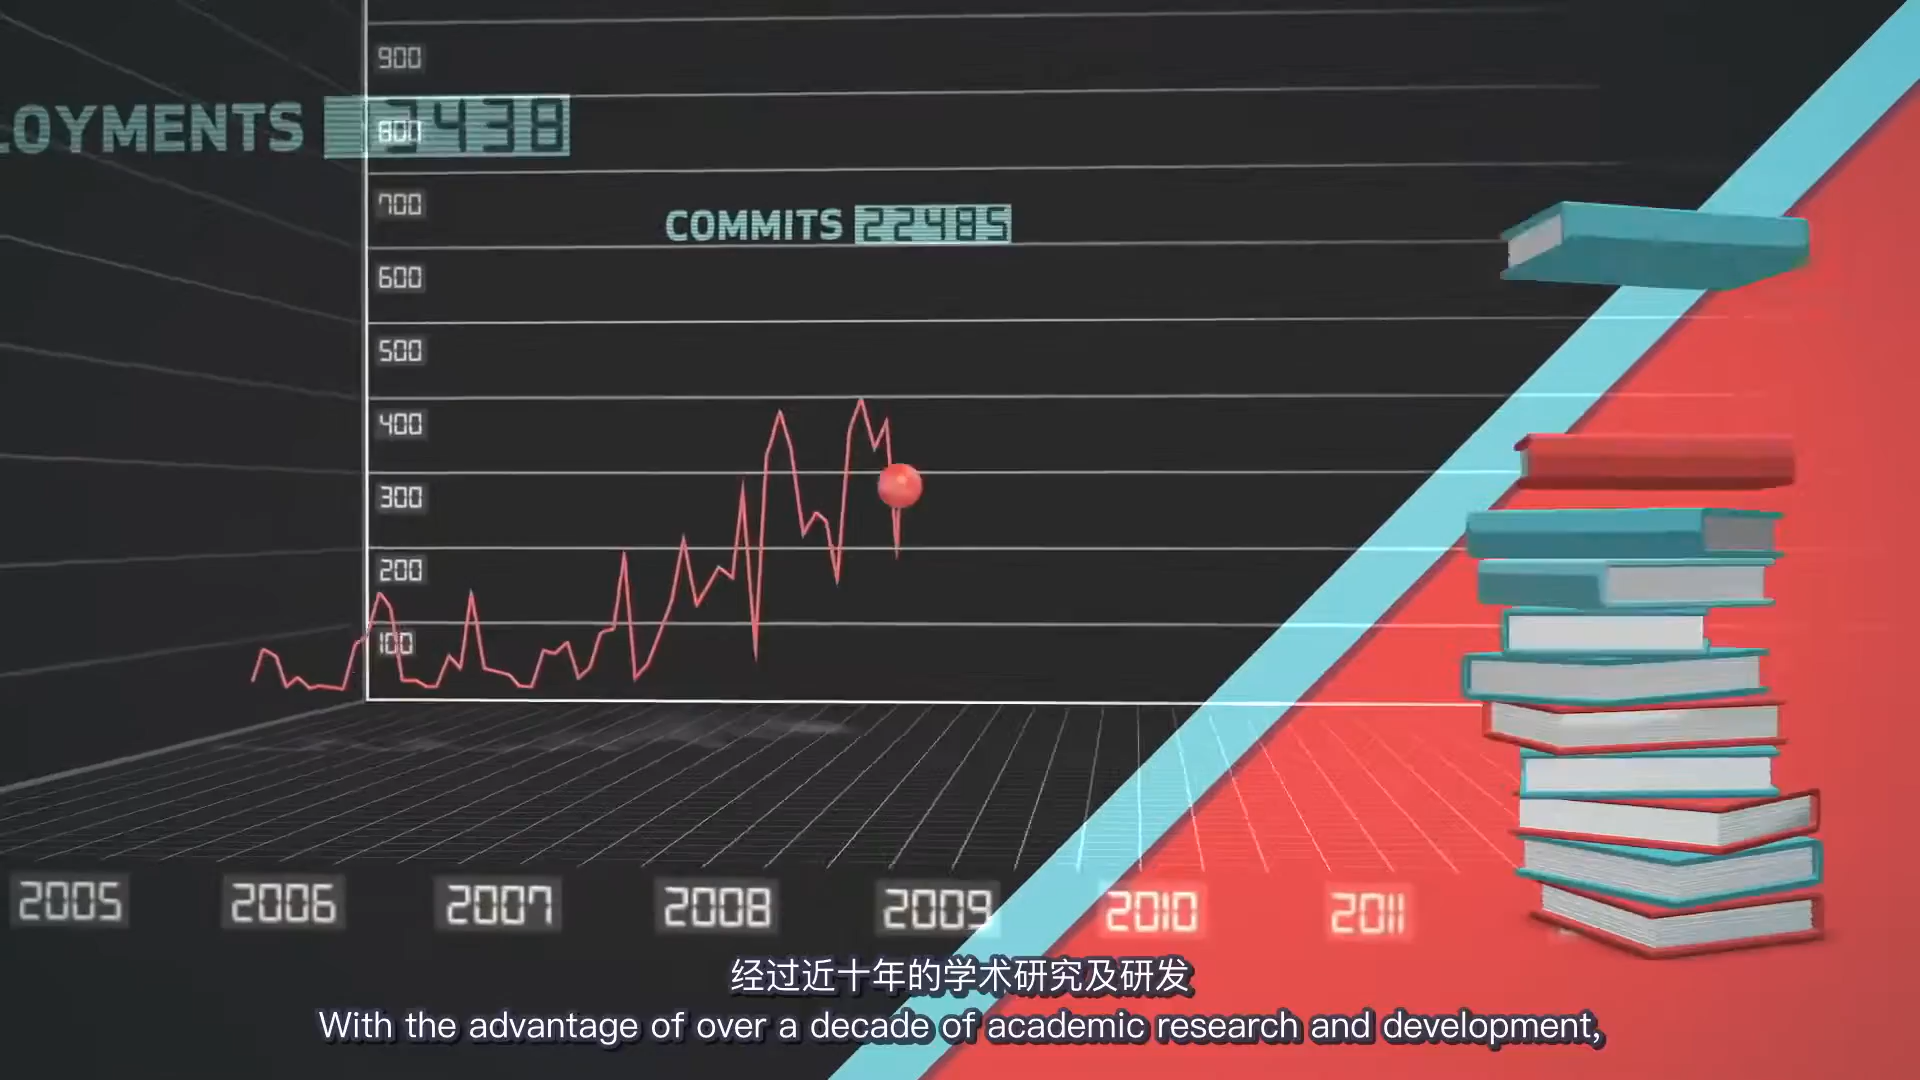 900
LOYMENTS 3438
800
700
COMMITS 22485
600
500
400
300
200
100
2005 2006 2007 2008 2009 2010 2011
经过近十年的学术研究及研发
With the advantage of over a decade of academic research and development,